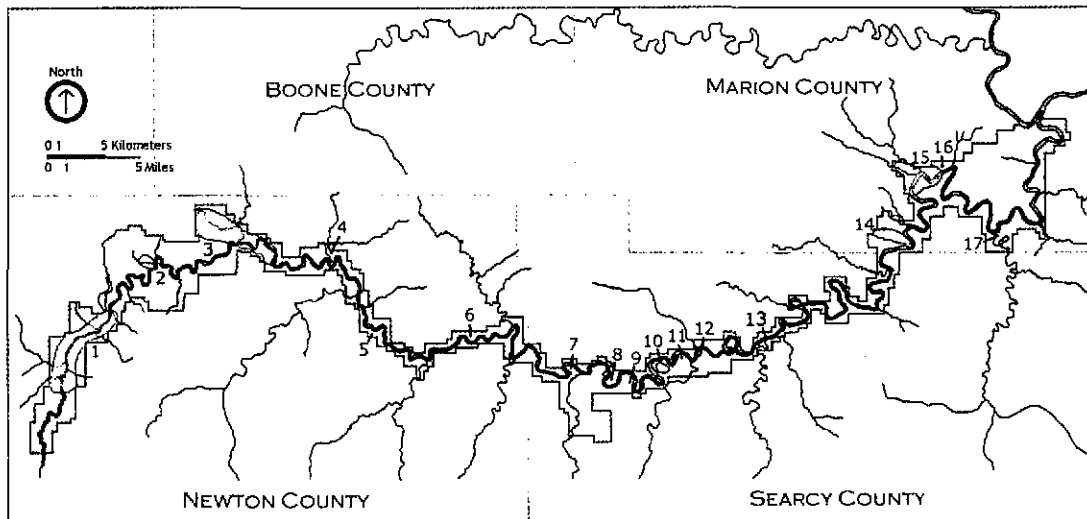 North
BOONE COUNTY
MARION COUNTY
0 1 5 Kilometers
0 1 5 Miles
15 16
14
4
3
2
17
6
13
1
5
7
8 9 10 11 12
NEWTON COUNTY
SEARCY COUNTY